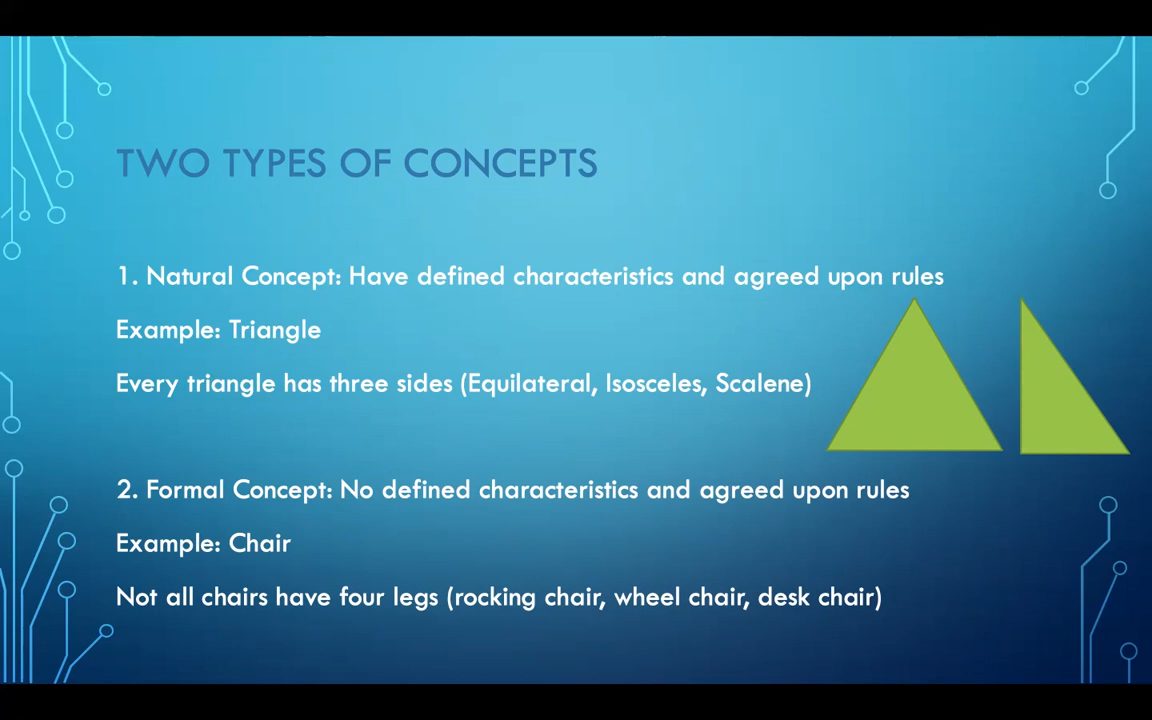 TWO TYPES OF CONCEPTS
1. Natural Concept: Have defined characteristics and agreed upon rules
Example: Triangle
Every triangle has three sides (Equilateral, Isosceles, Scalene)
2. Formal Concept: No defined characteristics and agreed upon rules
Example: Chair
Not all chairs have four legs (rocking chair, wheel chair, desk chair)